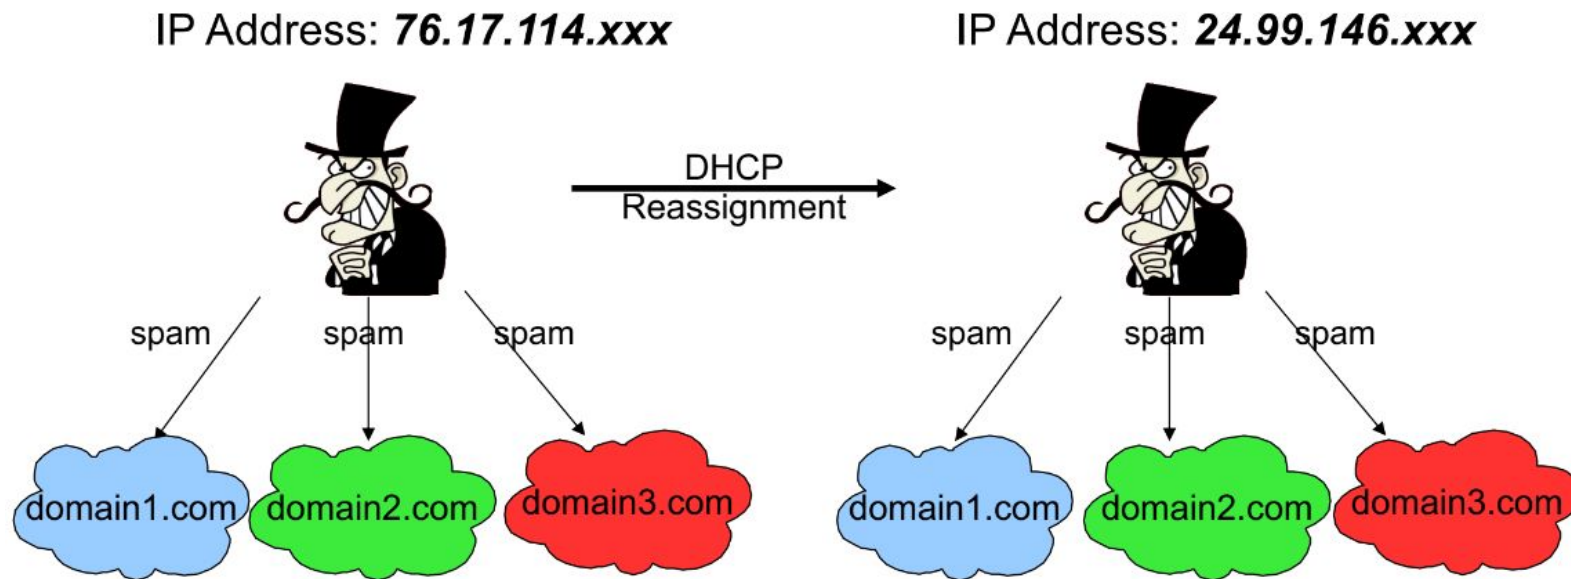 IP Address: 76.17.114.xxx
IP Address: 24.99.146.xxx
DHCP
Reassignment
spam
spam
spam
spam
spam
spam
domain1.com
domain2.com
domain3.com
domain1.com
domain2.com
domain3.com